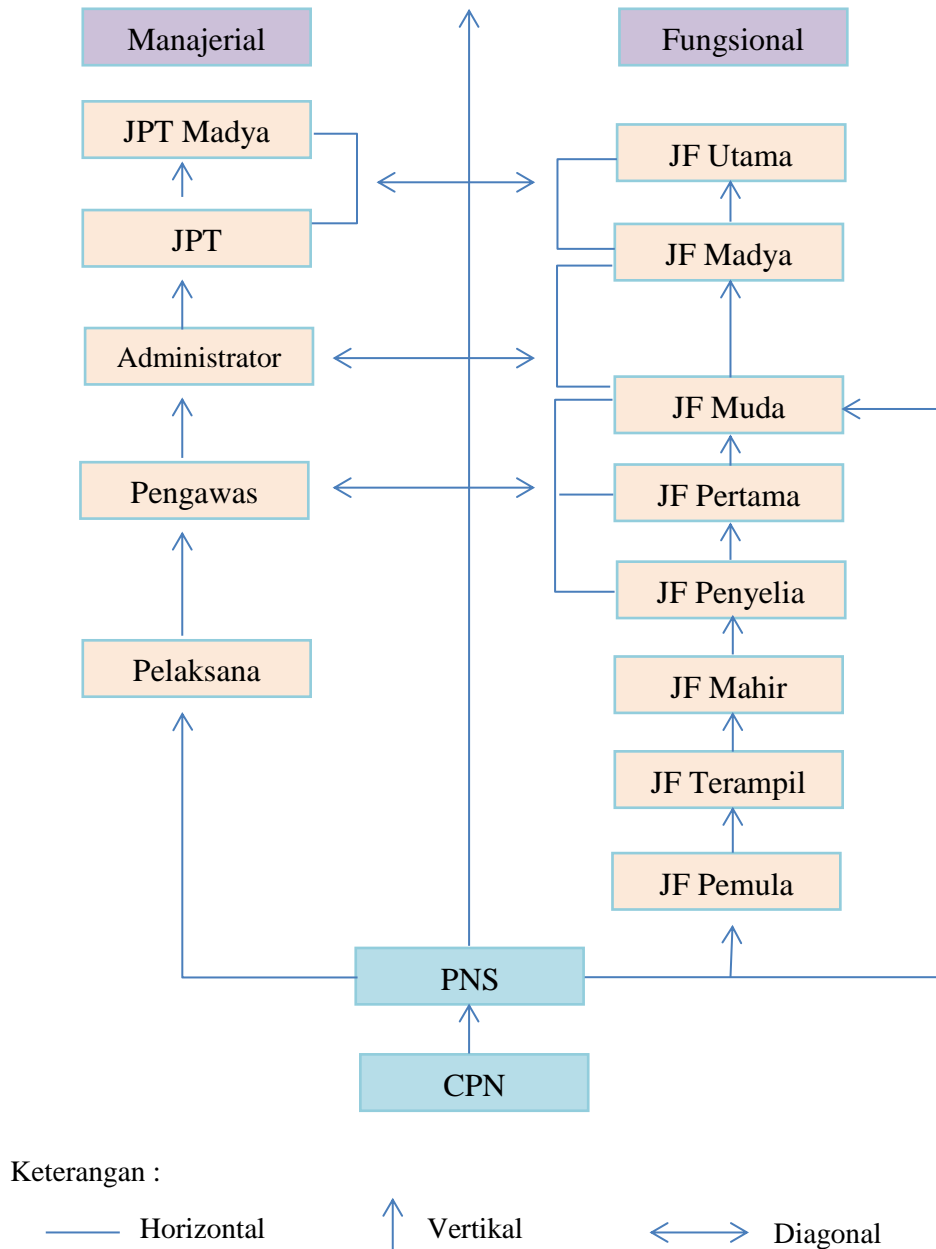 Manajerial
Fungsional
JPT Madya
JPT
Administrator
Pengawas
Pelaksana
JF Utama
JF Madya
JF Muda
JF Pertama
JF Penyelia
JF Mahir
JF Terampil
JF Pemula
PNS
CPN
Keterangan :
Horizontal
Vertikal
Diagonal